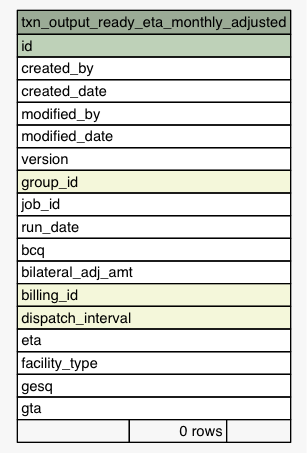 txn_output_ready_eta_monthly_adjusted
id
created_by
created_date
modified_by
modified_date
version
group_id
job_id
run_date
bcq
bilateral_adj_amt
billing_id
dispatch_interval
eta
facility_type
gesq
gta
0 rows